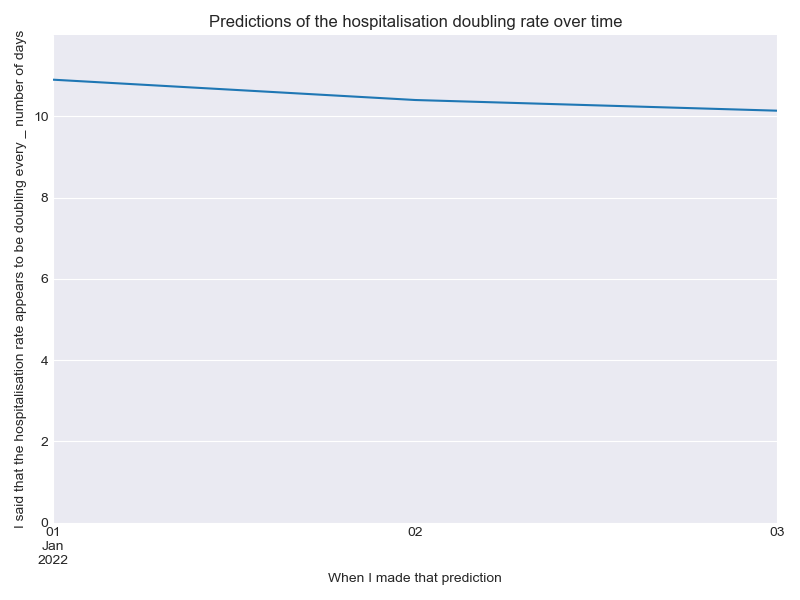 Predictions of the hospitalisation doubling rate over time
I said that the hospitalisation rate appears to be doubling every _ number of days
10
8
6
4
2
0
01
Jan
2022
02
03
When I made that prediction